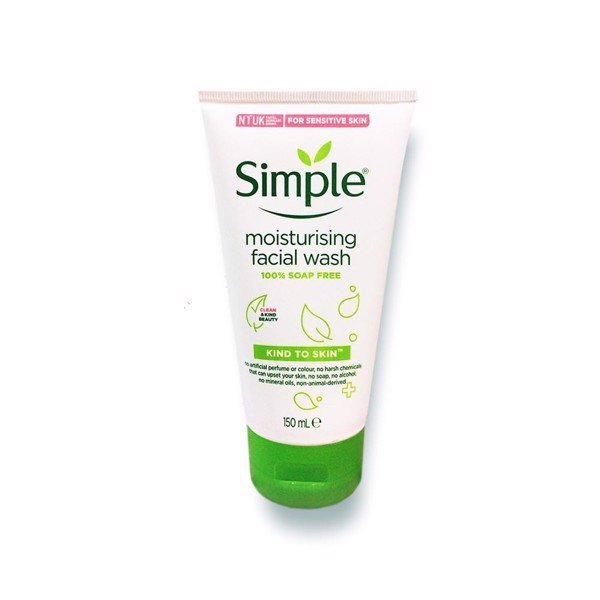 NTUK FOR SENSITIVE SKIN
Simple®
moisturising
facial wash
100% SOAP FREE
CLEAN
& KIND
BEAUTY
KIND TO SKIN™
no artificial perfume or colour, no harsh chemicals
that can upset your skin, no soap, no alcohol,
no mineral oils, non-animal-derived
150 mL ℮